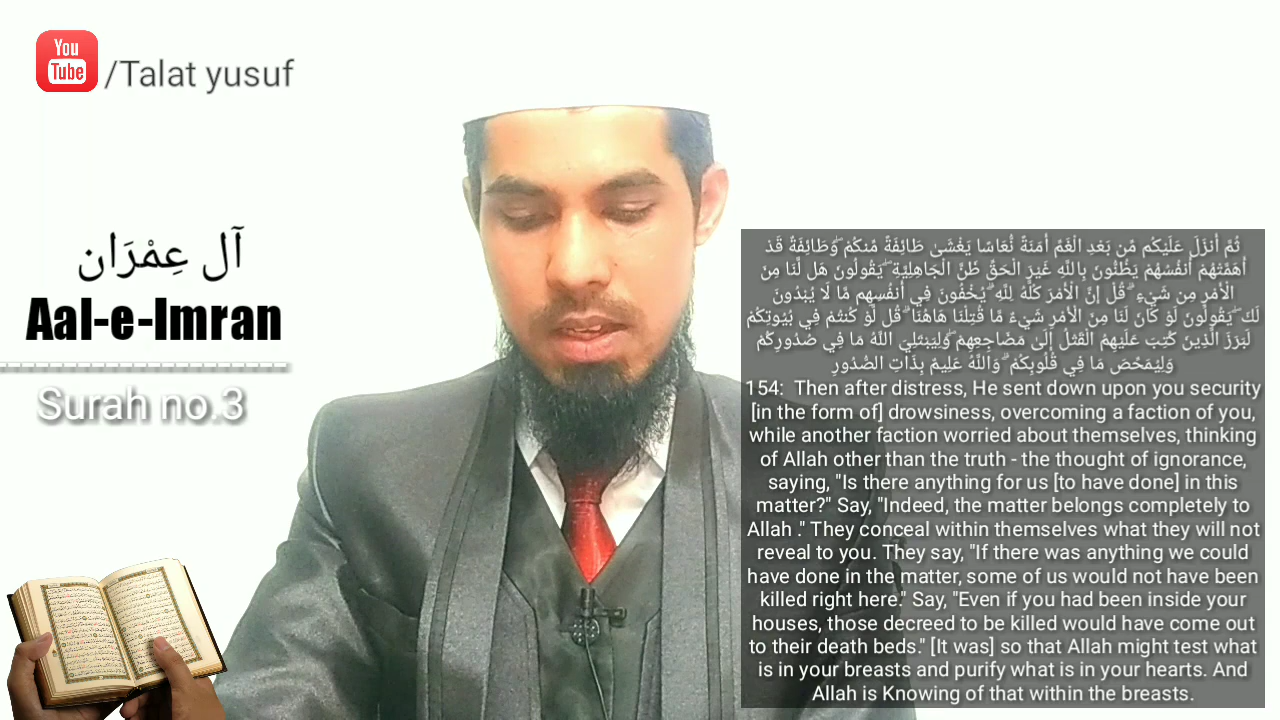 You
Tube
/Talat yusuf
آل عِمْرَان
Aal-e-Imran
Surah no.3
ثُمَّ أَنزَلَ عَلَيْكُم مِّن بَعْدِ الْغَمِّ أَمَنَةً نُّعَاسًا يَغْشَىٰ طَائِفَةً مِّنكُمْ ۖ وَطَائِفَةٌ قَدْ
أَهَمَّتْهُمْ أَنفُسُهُمْ يَظُنُّونَ بِاللَّهِ غَيْرَ الْحَقِّ ظَنَّ الْجَاهِلِيَّةِ ۖ يَقُولُونَ هَل لَّنَا مِنَ
الْأَمْرِ مِن شَيْءٍ ۗ قُلْ إِنَّ الْأَمْرَ كُلَّهُ لِلَّهِ ۗ يُخْفُونَ فِي أَنفُسِهِم مَّا لَا يُبْدُونَ
لَكَ ۖ يَقُولُونَ لَوْ كَانَ لَنَا مِنَ الْأَمْرِ شَيْءٌ مَّا قُتِلْنَا هَاهُنَا ۗ قُل لَّوْ كُنتُمْ فِي بُيُوتِكُمْ
لَبَرَزَ الَّذِينَ كُتِبَ عَلَيْهِمُ الْقَتْلُ إِلَىٰ مَضَاجِعِهِمْ ۖ وَلِيَبْتَلِيَ اللَّهُ مَا فِي صُدُورِكُمْ
وَلِيُمَحِّصَ مَا فِي قُلُوبِكُمْ ۗ وَاللَّهُ عَلِيمٌ بِذَاتِ الصُّدُورِ
154:  Then after distress, He sent down upon you security
[in the form of] drowsiness, overcoming a faction of you,
while another faction worried about themselves, thinking
of Allah other than the truth - the thought of ignorance,
saying, "Is there anything for us [to have done] in this
matter?" Say, "Indeed, the matter belongs completely to
Allah ." They conceal within themselves what they will not
reveal to you. They say, "If there was anything we could
have done in the matter, some of us would not have been
killed right here." Say, "Even if you had been inside your
houses, those decreed to be killed would have come out
to their death beds." [It was] so that Allah might test what
is in your breasts and purify what is in your hearts. And
Allah is Knowing of that within the breasts.